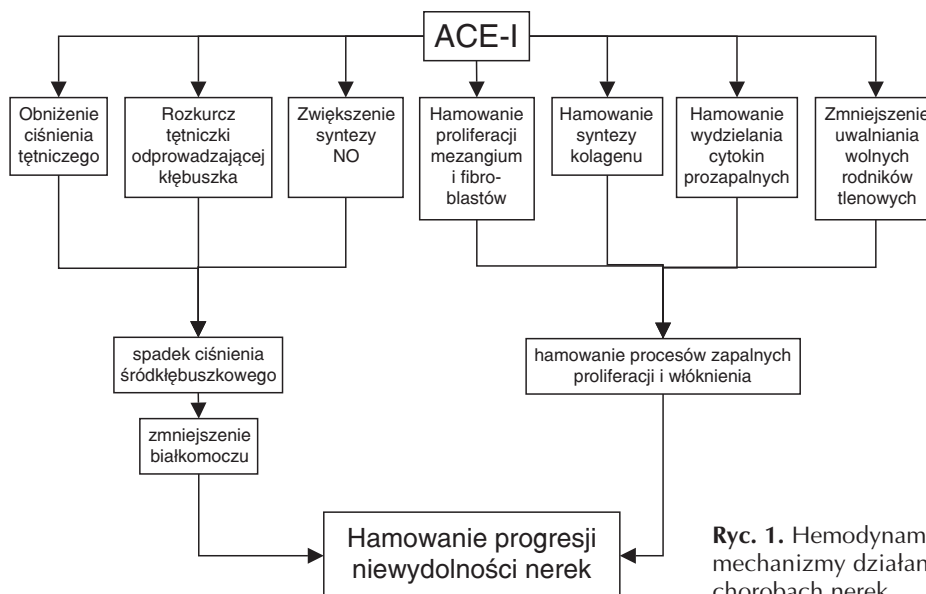 ACE-I
Obniżenie
ciśnienia
tętniczego
Rozkurcz
tętniczki
odprowadzającej
kłębuszka
Zwiększenie
syntezy
NO
Hamowanie
proliferacji
mezangium
i fibro-
blastów
Hamowanie
syntezy
kolagenu
Hamowanie
wydzielania
cytokin
prozapalnych
Zmniejszenie
uwalniania
wolnych
rodników
tlenowych
spadek ciśnienia
śródkłębuszkowego
hamowanie procesów zapalnych
proliferacji i włóknienia
zmniejszenie
białkomoczu
Hamowanie progresji
niewydolności nerek
Ryc. 1. Hemodynam
mechanizmy działan
chorobach nerek